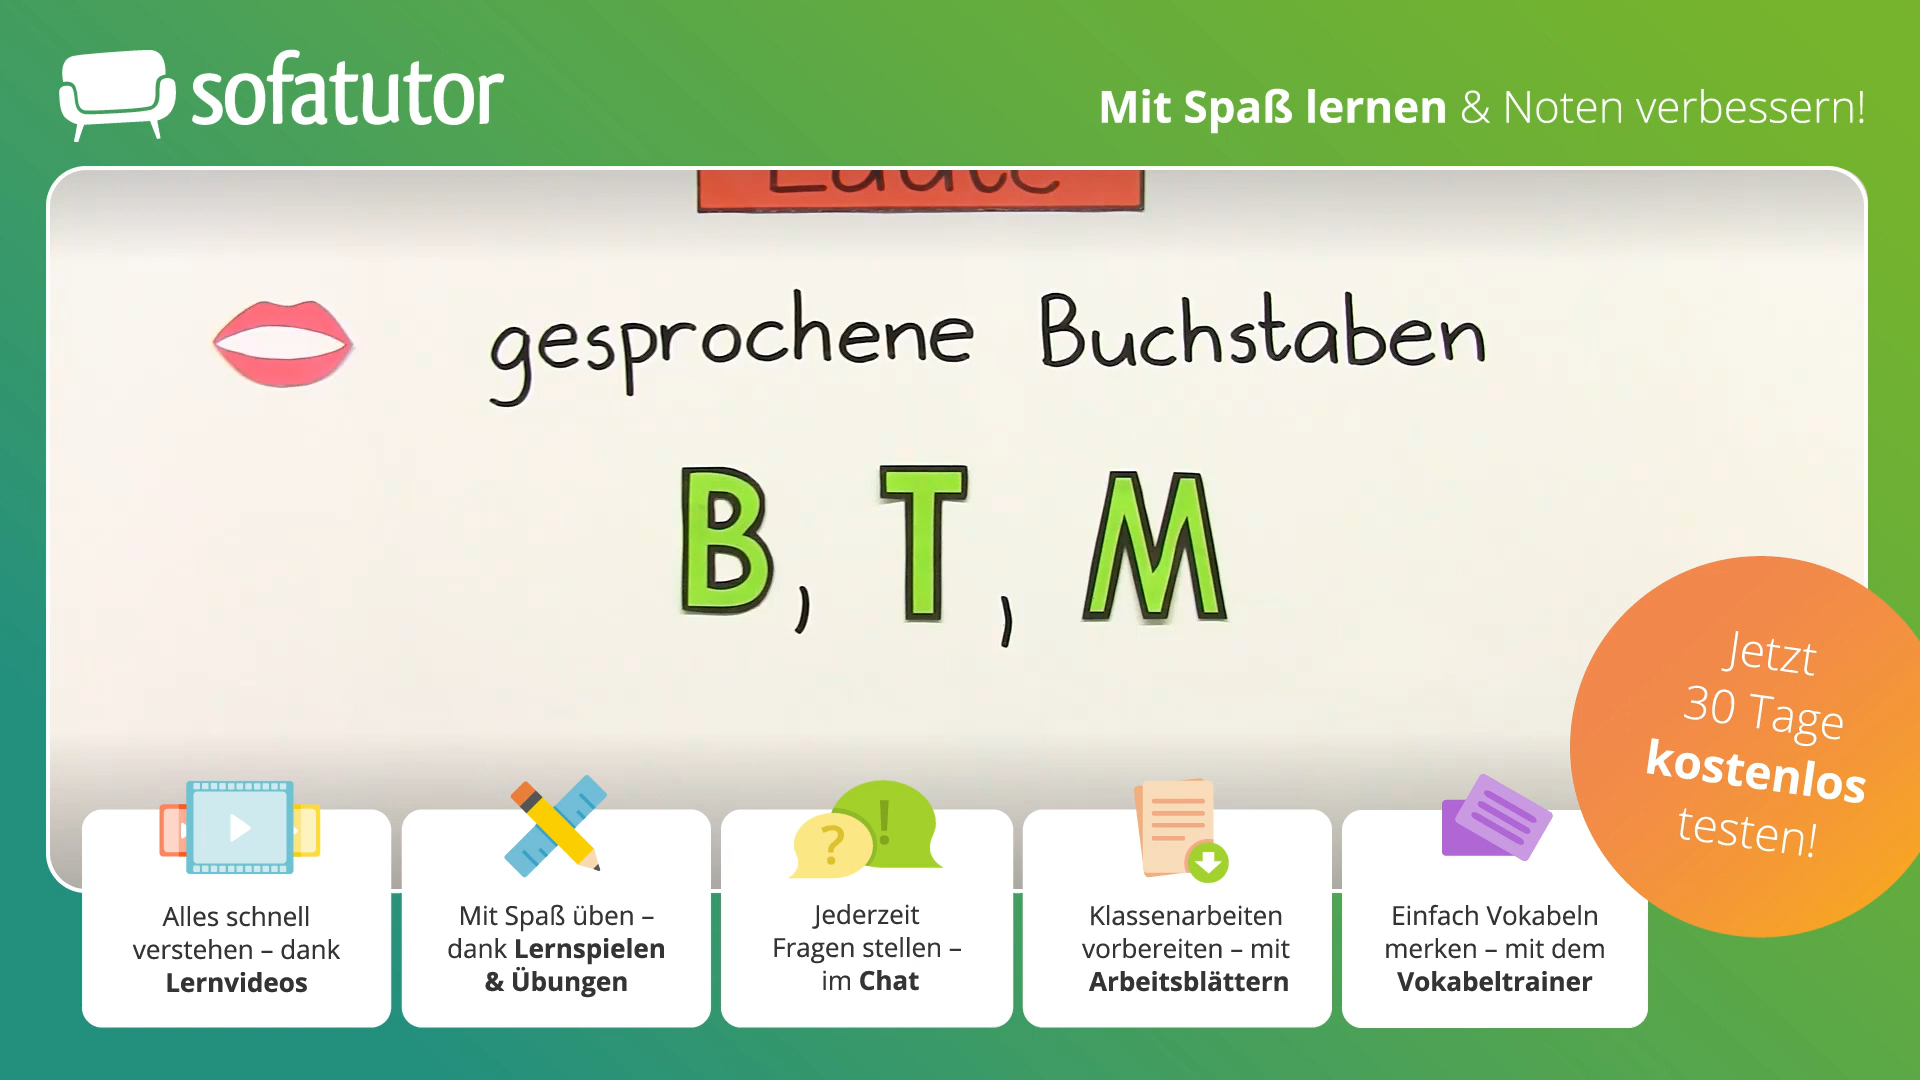 sofatutor
Mit Spaß lernen & Noten verbessern!
Laute
gesprochene Buchstaben
B, T, M
Jetzt
30 Tage
kostenlos
testen!
Alles schnell
verstehen – dank
Lernvideos
Mit Spaß üben –
dank Lernspielen
& Übungen
? !
Jederzeit
Fragen stellen –
im Chat
Klassenarbeiten
vorbereiten – mit
Arbeitsblättern
Einfach Vokabeln
merken – mit dem
Vokabeltrainer